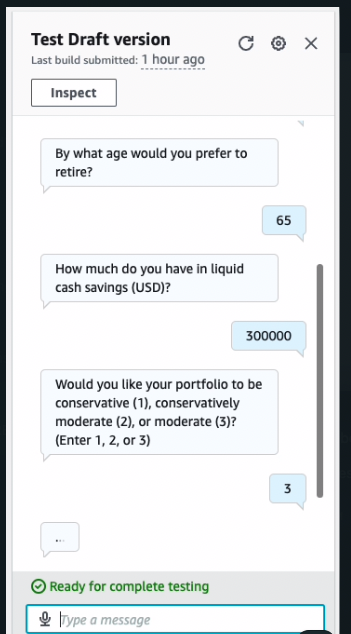 Test Draft version
Last build submitted: 1 hour ago
Inspect
By what age would you prefer to
retire?
65
How much do you have in liquid
cash savings (USD)?
300000
Would you like your portfolio to be
conservative (1), conservatively
moderate (2), or moderate (3)?
(Enter 1, 2, or 3)
3
...
Ready for complete testing
Type a message